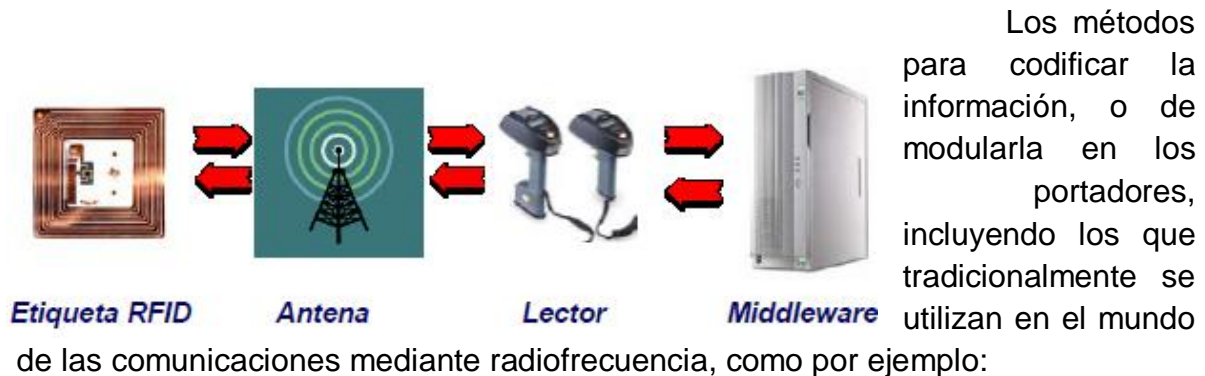 Etiqueta RFID
Antena
Lector
Middleware
Los métodos
para codificar la
información, o de
modularla en los
portadores,
incluyendo los que
tradicionalmente se
utilizan en el mundo
de las comunicaciones mediante radiofrecuencia, como por ejemplo: